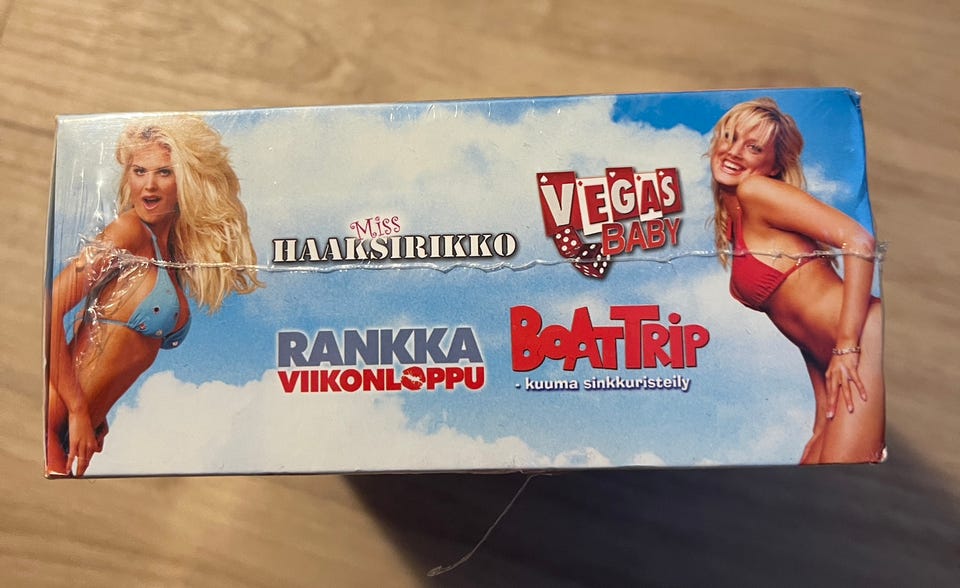 Miss
HAAKSIRIKKO
VEGAS
BABY
RANKKA
VIIKONLOPPU
BOATTRIP
- kuuma sinkkuristeily